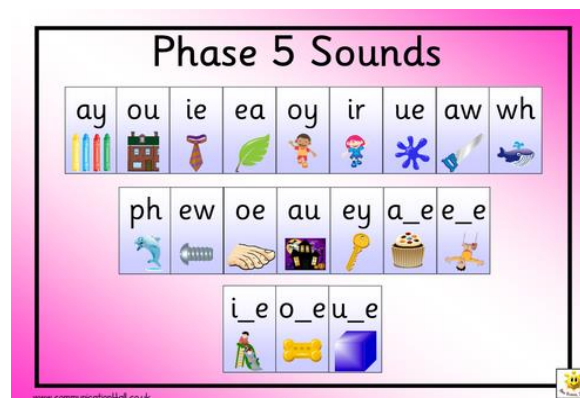 Phase 5 Sounds
ay ou ie ea oy ir ue aw wh
ph ew oe au ey a_e e_e
i_e o_e u_e